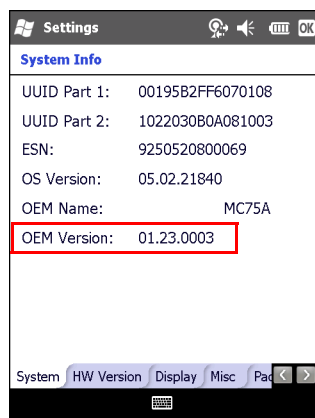 Settings
OK
System Info
UUID Part 1: 00195B2FF6070108
UUID Part 2: 1022030B0A081003
ESN: 9250520800069
OS Version: 05.02.21840
OEM Name: MC75A
OEM Version: 01.23.0003
System HW Version Display Misc Pac